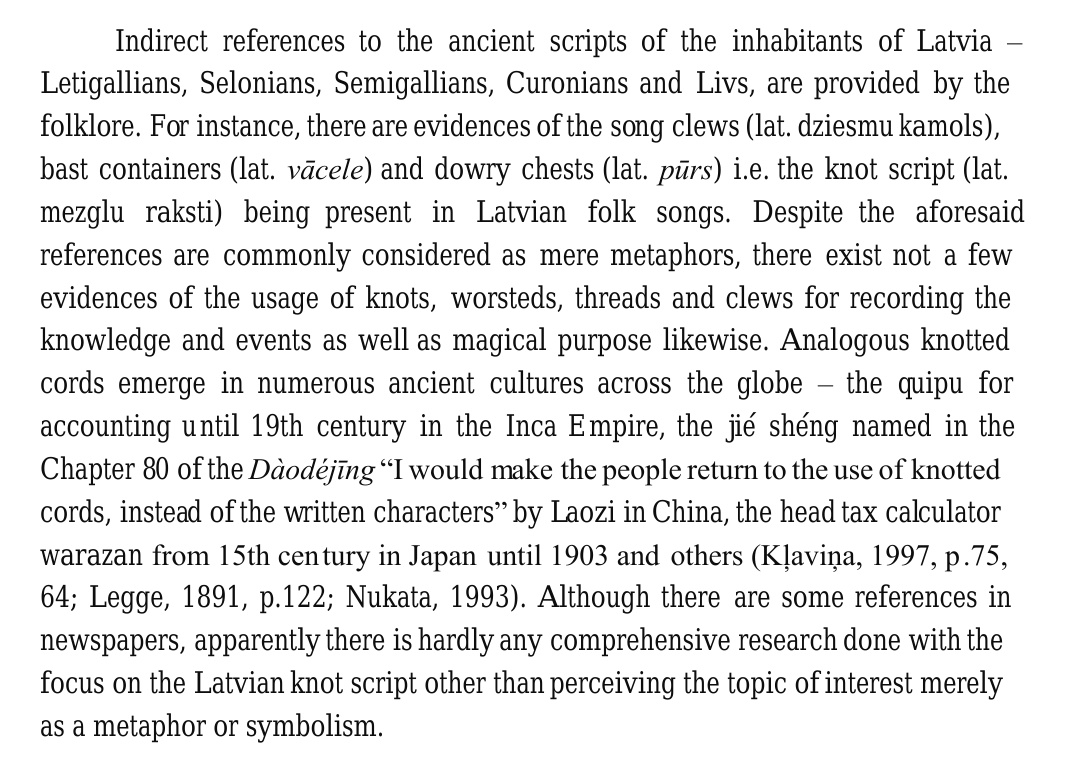 Indirect references to the ancient scripts of the inhabitants of Latvia –
Letigallians, Selonians, Semigallians, Curonians and Livs, are provided by the
folklore. For instance, there are evidences of the song clews (lat. dziesmu kamols),
bast containers (lat. vācele) and dowry chests (lat. pūrs) i.e. the knot script (lat.
mezglu raksti) being present in Latvian folk songs. Despite the aforesaid
references are commonly considered as mere metaphors, there exist not a few
evidences of the usage of knots, worsteds, threads and clews for recording the
knowledge and events as well as magical purpose likewise. Analogous knotted
cords emerge in numerous ancient cultures across the globe – the quipu for
accounting until 19th century in the Inca Empire, the jié shéng named in the
Chapter 80 of the Dàodéjīng “I would make the people return to the use of knotted
cords, instead of the written characters” by Laozi in China, the head tax calculator
warazan from 15th century in Japan until 1903 and others (Kļaviņa, 1997, p.75,
64; Legge, 1891, p.122; Nukata, 1993). Although there are some references in
newspapers, apparently there is hardly any comprehensive research done with the
focus on the Latvian knot script other than perceiving the topic of interest merely
as a metaphor or symbolism.